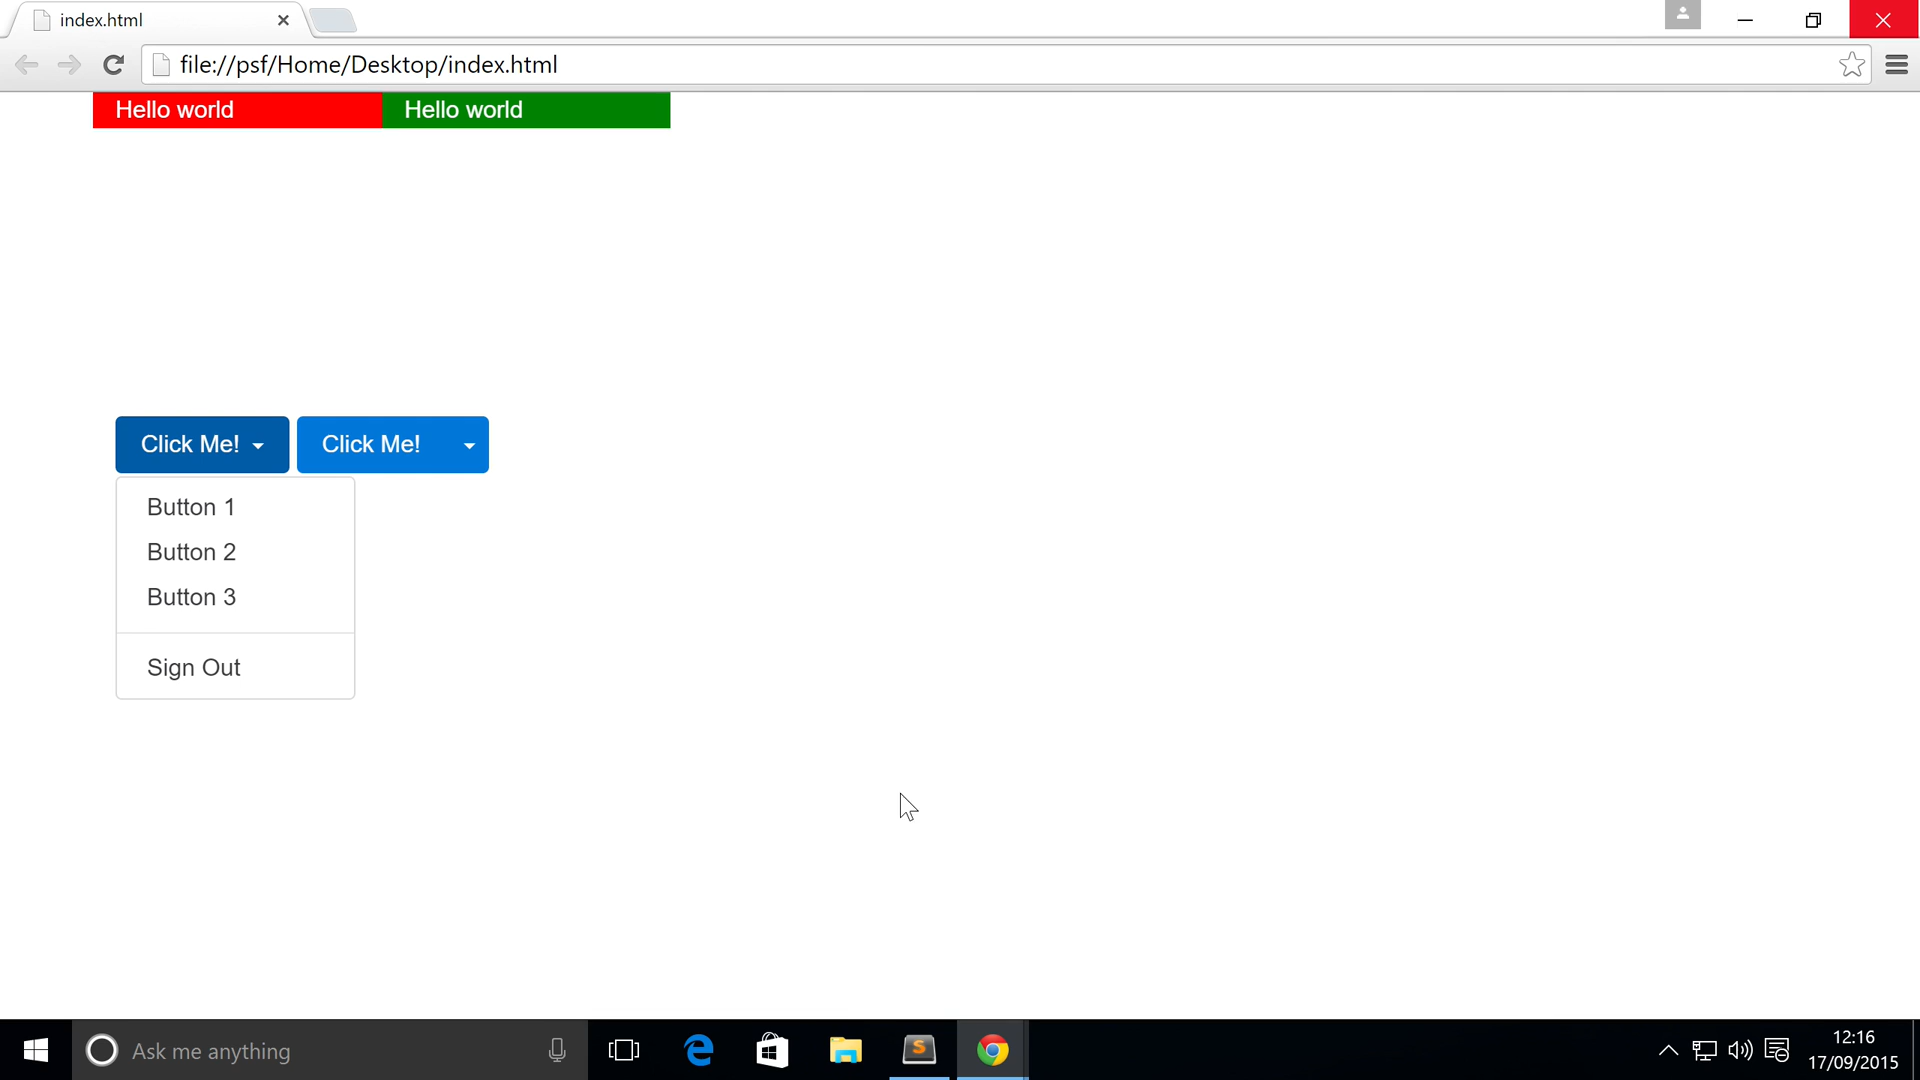 index.html
file://psf/Home/Desktop/index.html
Hello world Hello world
Click Me! Click Me!
Button 1
Button 2
Button 3
Sign Out
Ask me anything
12:16
17/09/2015